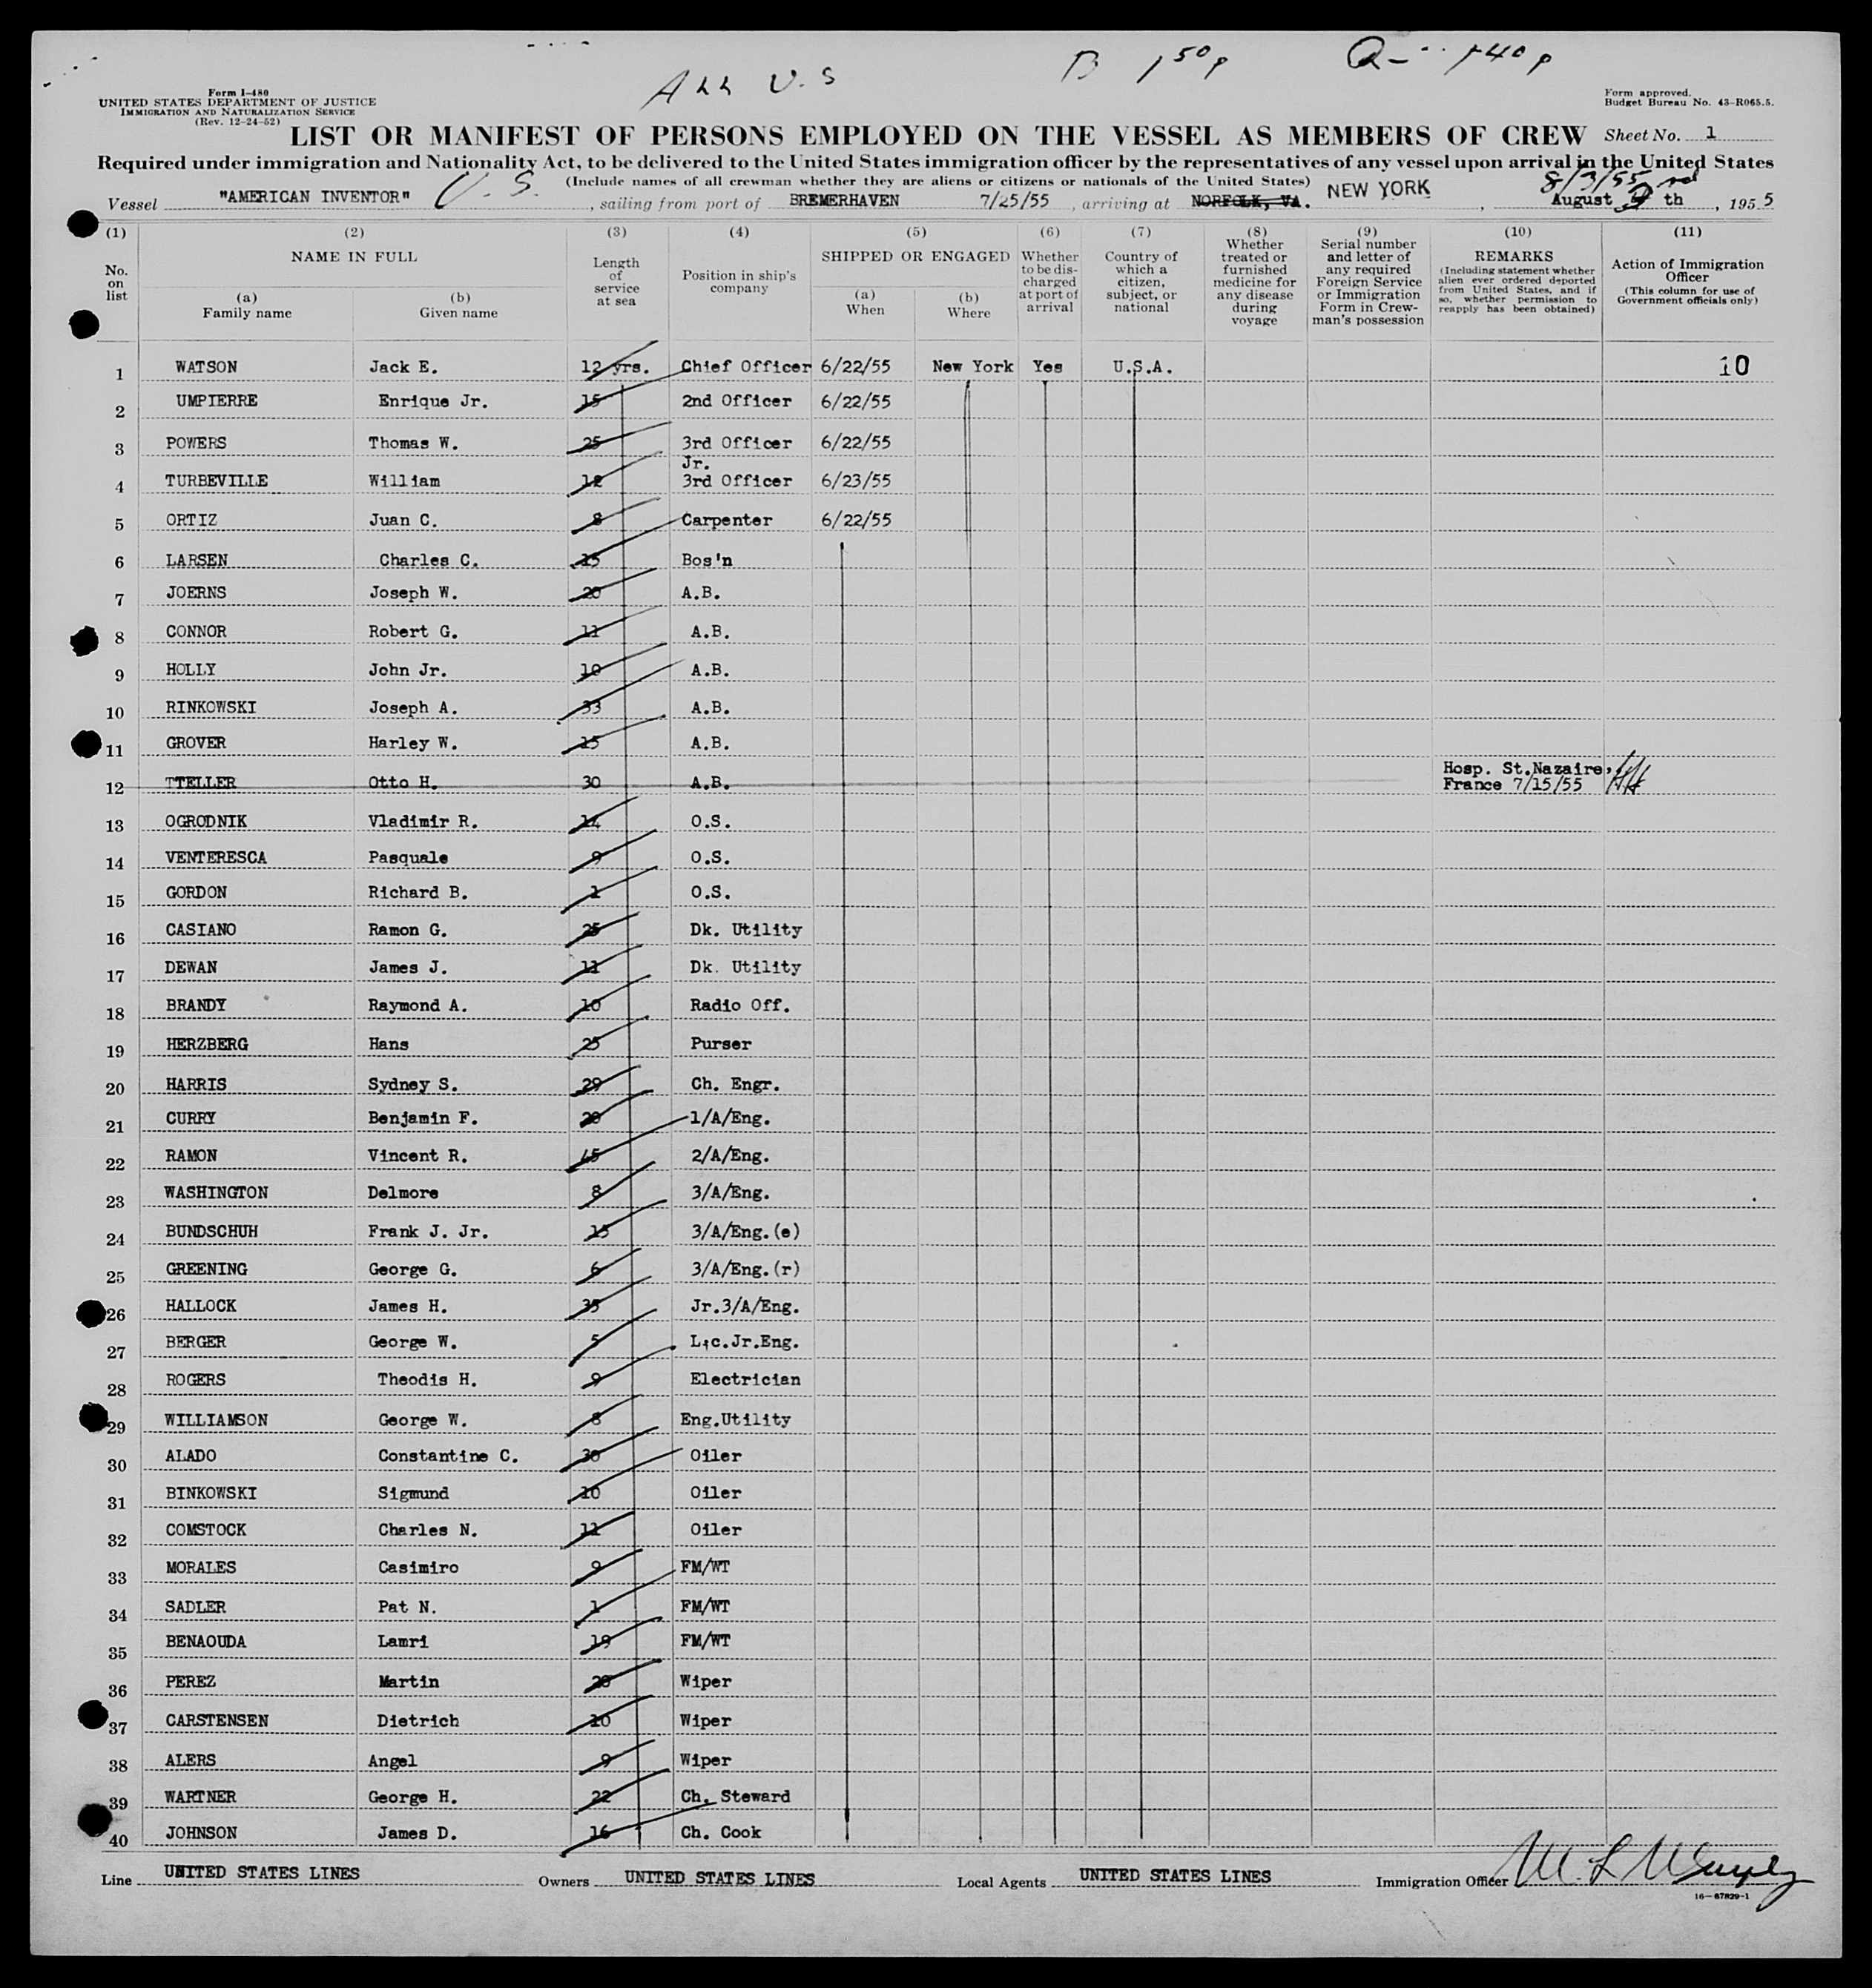 ALL U.S
B 1 50 p
Form I-480
UNITED STATES DEPARTMENT OF JUSTICE
IMMIGRATION AND NATURALIZATION SERVICE
(Rev. 12-24-52)
Form approved.
Budget Bureau No. 43-R065.5.
LIST OR MANIFEST OF PERSONS EMPLOYED ON THE VESSEL AS MEMBERS OF CREW Sheet No. 1
Required under immigration and Nationality Act, to be delivered to the United States immigration officer by the representatives of any vessel upon arrival in the United States
(Include names of all crewman whether they are aliens or citizens or nationals of the United States)
8/3/55
Vessel "AMERICAN INVENTOR" U.S. , sailing from port of BREMERHAVEN 7/25/55 , arriving at NORFOLK, VA. NEW YORK , August 3rd th , 1955
(1) (2) (3) (4) (5) (6) (7) (8) (9) (10) (11)
No. on list
NAME IN FULL
(a) Family name
(b) Given name
Length of service at sea
Position in ship's company
SHIPPED OR ENGAGED
(a) When
(b) Where
Whether to be discharged at port of arrival
Country of which a citizen, subject, or national
Whether treated or furnished medicine for any disease during voyage
Serial number and letter of any required Foreign Service or Immigration Form in Crewman's possession
REMARKS
(Including statement whether alien ever ordered deported from United States, and if so, whether permission to reapply has been obtained)
Action of Immigration Officer
(This column for use of Government officials only)
1 WATSON Jack E. 12 yrs. Chief Officer 6/22/55 New York Yes U.S.A. 10
2 UMPIERRE Enrique Jr. 15 2nd Officer 6/22/55
3 POWERS Thomas W. 25 3rd Officer 6/22/55
4 TURBEVILLE William 12 Jr. 3rd Officer 6/23/55
5 ORTIZ Juan C. 8 Carpenter 6/22/55
6 LARSEN Charles C. 15 Bos'n
7 JOERNS Joseph W. 20 A.B.
8 CONNOR Robert G. 11 A.B.
9 HOLLY John Jr. 10 A.B.
10 RINKOWSKI Joseph A. 33 A.B.
11 GROVER Harley W. 15 A.B.
12 TTELLER Otto H. 30 A.B. Hosp. St.Nazaire, France 7/15/55
13 OGRODNIK Vladimir R. 14 O.S.
14 VENTERESCA Pasquale 9 O.S.
15 GORDON Richard B. 1 O.S.
16 CASIANO Ramon G. 25 Dk. Utility
17 DEWAN James J. 11 Dk. Utility
18 BRANDY Raymond A. 10 Radio Off.
19 HERZBERG Hans 25 Purser
20 HARRIS Sydney S. 29 Ch. Engr.
21 CURRY Benjamin F. 20 1/A/Eng.
22 RAMON Vincent R. 45 2/A/Eng.
23 WASHINGTON Delmore 8 3/A/Eng.
24 BUNDSCHUH Frank J. Jr. 15 3/A/Eng.(e)
25 GREENING George G. 6 3/A/Eng.(r)
26 HALLOCK James H. 35 Jr.3/A/Eng.
27 BERGER George W. 5 Lic.Jr.Eng.
28 ROGERS Theodis H. 9 Electrician
29 WILLIAMSON George W. 8 Eng.Utility
30 ALADO Constantine C. 30 Oiler
31 BINKOWSKI Sigmund 10 Oiler
32 COMSTOCK Charles N. 11 Oiler
33 MORALES Casimiro 9 FM/WT
34 SADLER Pat N. 1 FM/WT
35 BENAOUDA Lamri 19 FM/WT
36 PEREZ Martin 20 Wiper
37 CARSTENSEN Dietrich 10 Wiper
38 ALERS Angel 9 Wiper
39 WARTNER George H. 22 Ch. Steward
40 JOHNSON James D. 16 Ch. Cook
Line UNITED STATES LINES Owners UNITED STATES LINES Local Agents UNITED STATES LINES Immigration Officer
16—67829-1